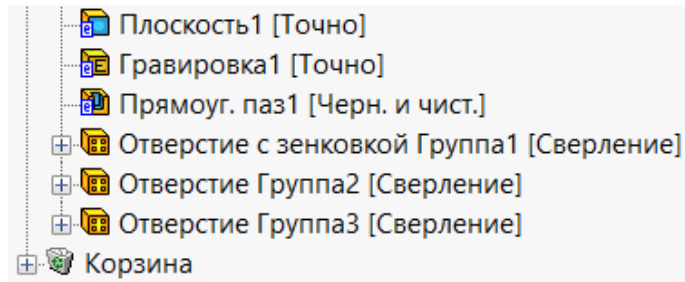 Плоскость1 [Точно]
Гравировка1 [Точно]
Прямоуг. паз1 [Черн. и чист.]
Отверстие с зенковкой Группа1 [Сверление]
Отверстие Группа2 [Сверление]
Отверстие Группа3 [Сверление]
Корзина